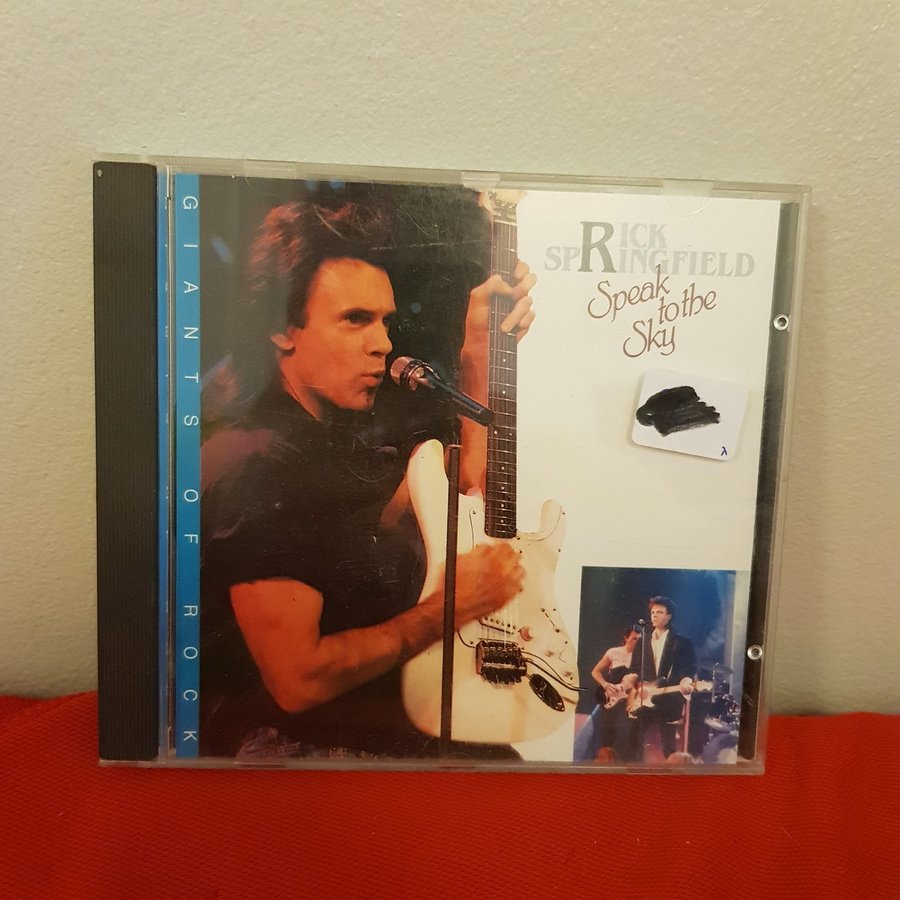 GIANTS OF ROCK
RICK
SPRINGFIELD
Speak
to the
Sky